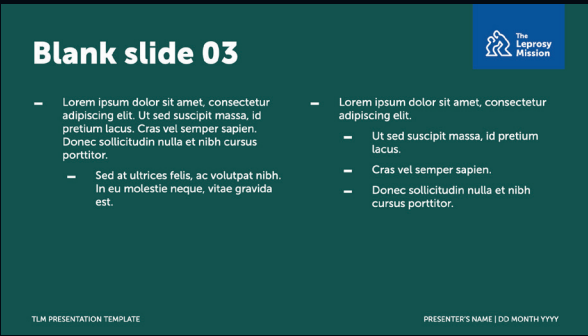 Blank slide 03
The
Leprosy
Mission
Lorem ipsum dolor sit amet, consectetur
adipiscing elit. Ut sed suscipit massa, id
pretium lacus. Cras vel semper sapien.
Donec sollicitudin nulla et nibh cursus
porttitor.
Sed at ultrices felis, ac volutpat nibh.
In eu molestie neque, vitae gravida
est.
Lorem ipsum dolor sit amet, consectetur
adipiscing elit.
Ut sed suscipit massa, id pretium
lacus.
Cras vel semper sapien.
Donec sollicitudin nulla et nibh
cursus porttitor.
TLM PRESENTATION TEMPLATE
PRESENTER'S NAME | DD MONTH YYYY